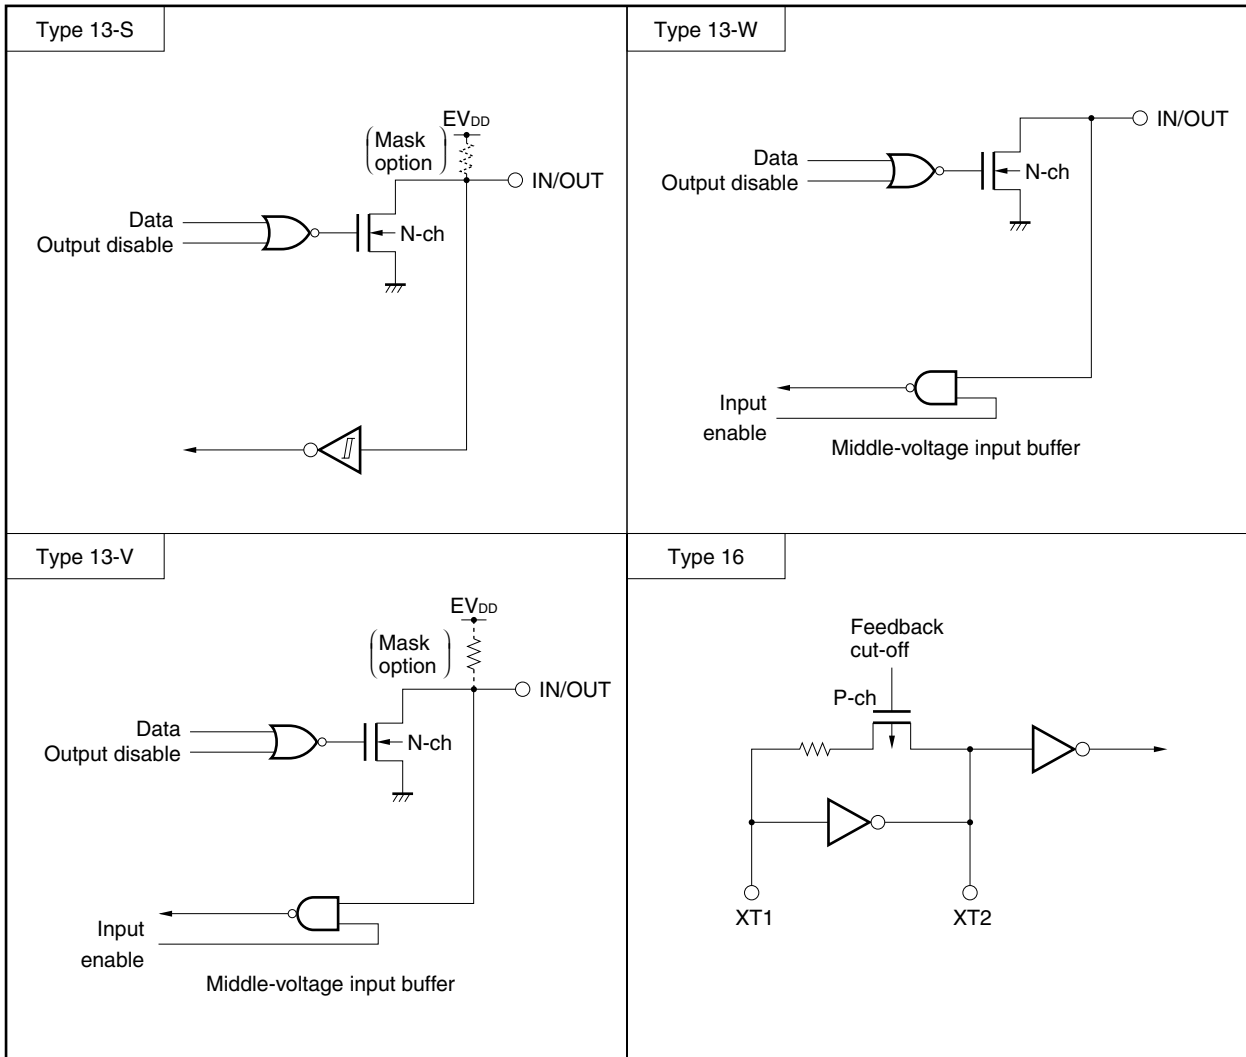 Type 13-S
EVDD
(Mask
option)
IN/OUT
Data
Output disable
N-ch
Type 13-W
IN/OUT
Data
Output disable
N-ch
Input
enable
Middle-voltage input buffer
Type 13-V
EVDD
(Mask
option)
IN/OUT
Data
Output disable
N-ch
Input
enable
Middle-voltage input buffer
Type 16
Feedback
cut-off
P-ch
XT1
XT2